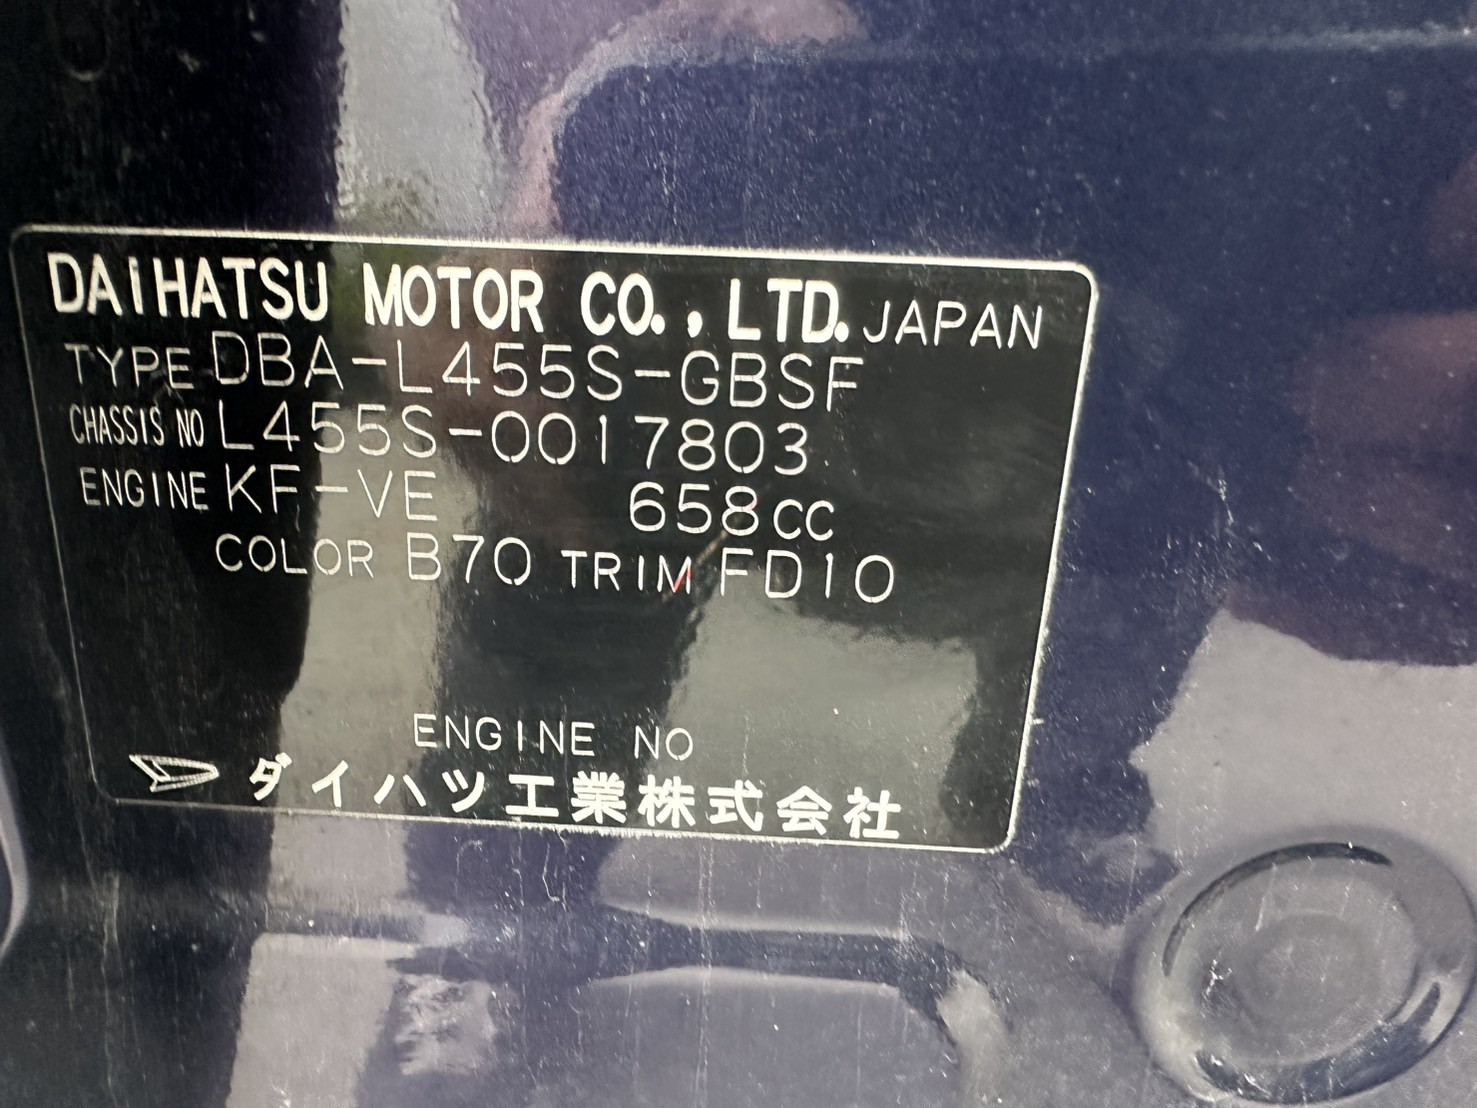 DAIHATSU MOTOR CO., LTD. JAPAN
TYPE DBA-L455S-GBSF
CHASSIS NO L455S-0017803
ENGINE KF-VE 658CC
COLOR B70 TRIM FD10
ENGINE NO
ダイハツ工業株式会社